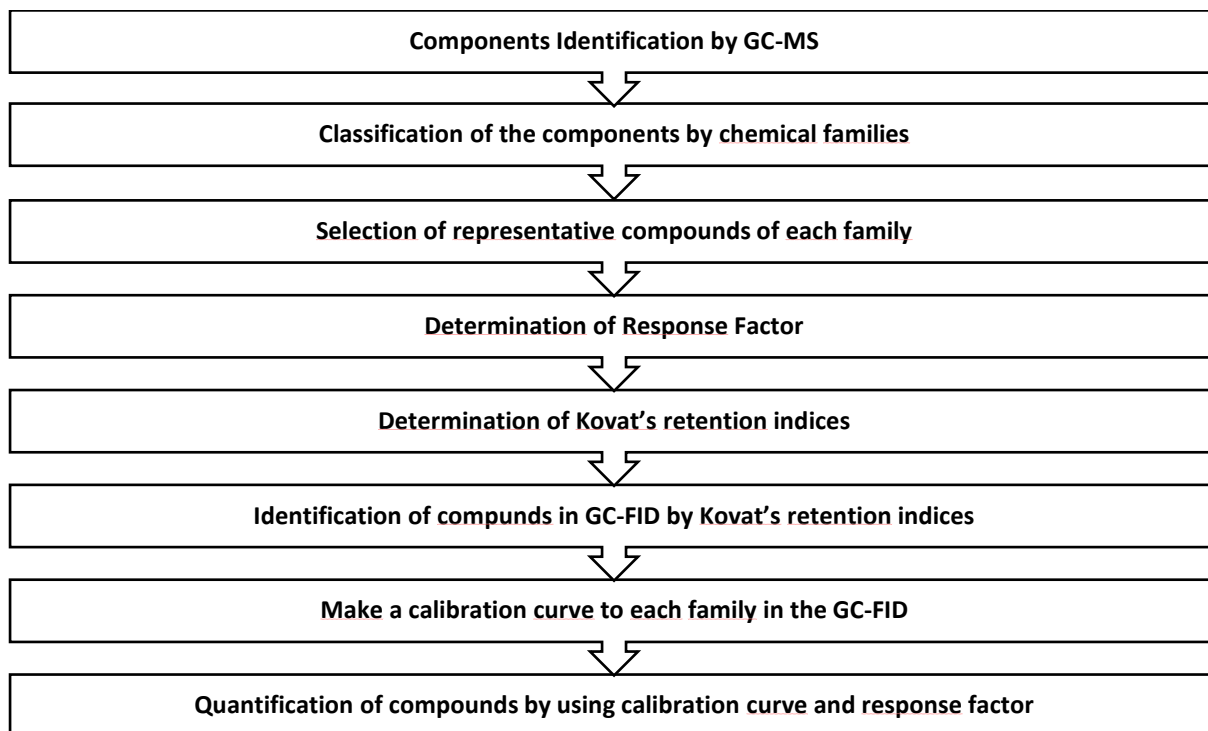 Components Identification by GC-MS
Classification of the components by chemical families
Selection of representative compounds of each family
Determination of Response Factor
Determination of Kovat’s retention indices
Identification of compunds in GC-FID by Kovat’s retention indices
Make a calibration curve to each family in the GC-FID
Quantification of compounds by using calibration curve and response factor